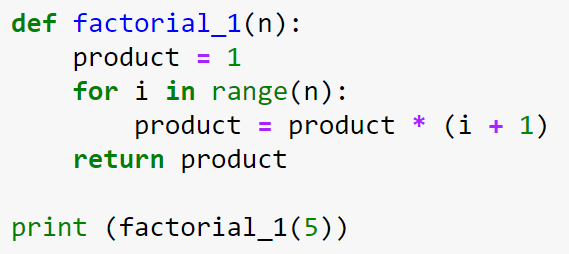 def factorial_1(n):
    product = 1
    for i in range(n):
        product = product * (i + 1)
    return product

print (factorial_1(5))